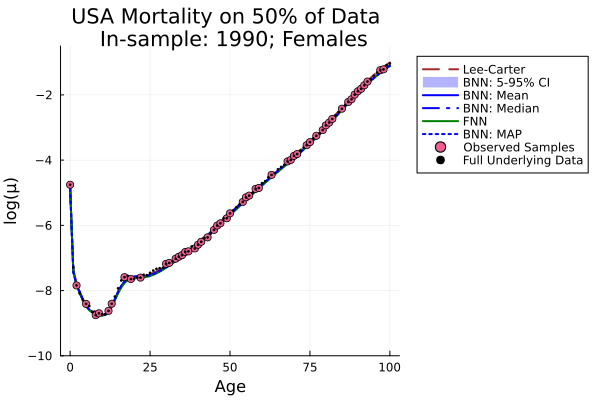 USA Mortality on 50% of Data
In-sample: 1990; Females
log(μ)
−2
−4
−6
−8
−10
0
25
50
75
100
Age
Lee-Carter
BNN: 5-95% CI
BNN: Mean
BNN: Median
FNN
BNN: MAP
Observed Samples
Full Underlying Data